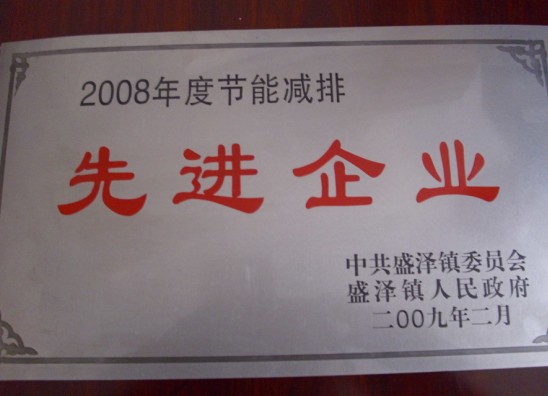 2008年度节能减排
先进企业
中共盛泽镇委员会
盛泽镇人民政府
二00九年二月